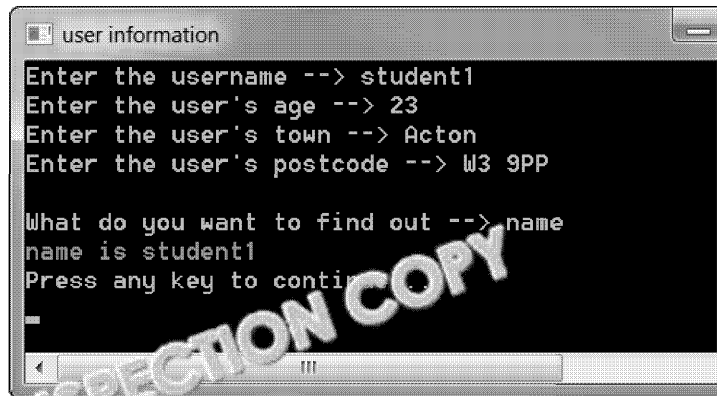 user information
Enter the username --> student1
Enter the user's age --> 23
Enter the user's town --> Acton
Enter the user's postcode --> W3 9PP
What do you want to find out --> name
name is student1
Press any key to
COPY